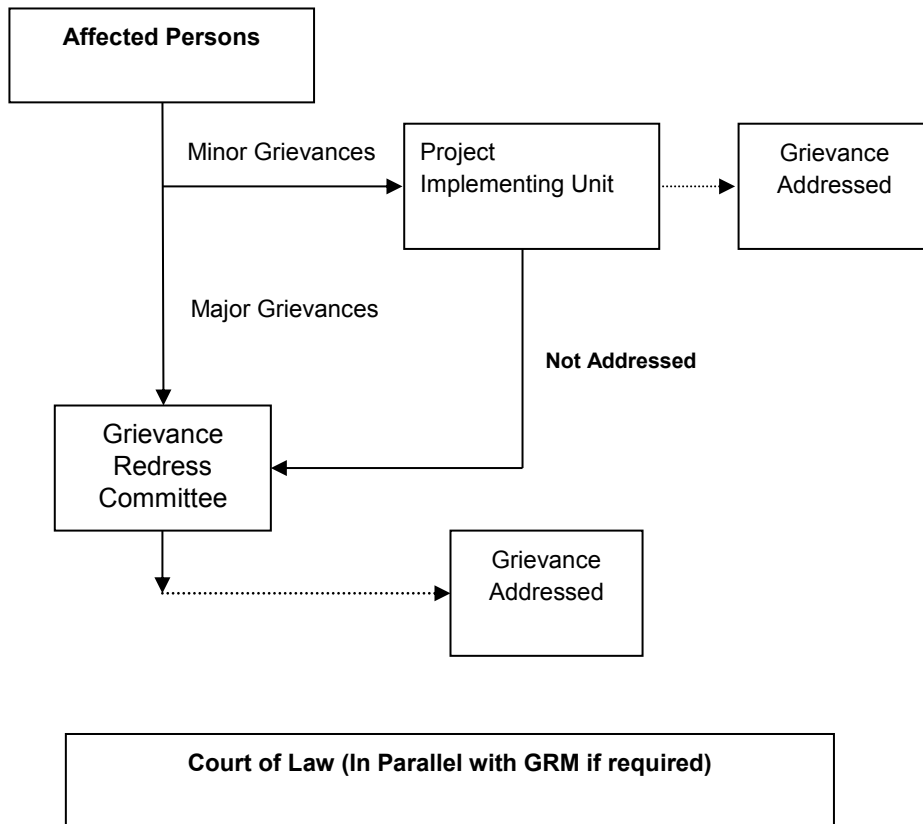 Affected Persons
Minor Grievances
Project
Implementing Unit
Grievance
Addressed
Major Grievances
Not Addressed
Grievance
Redress
Committee
Grievance
Addressed
Court of Law (In Parallel with GRM if required)